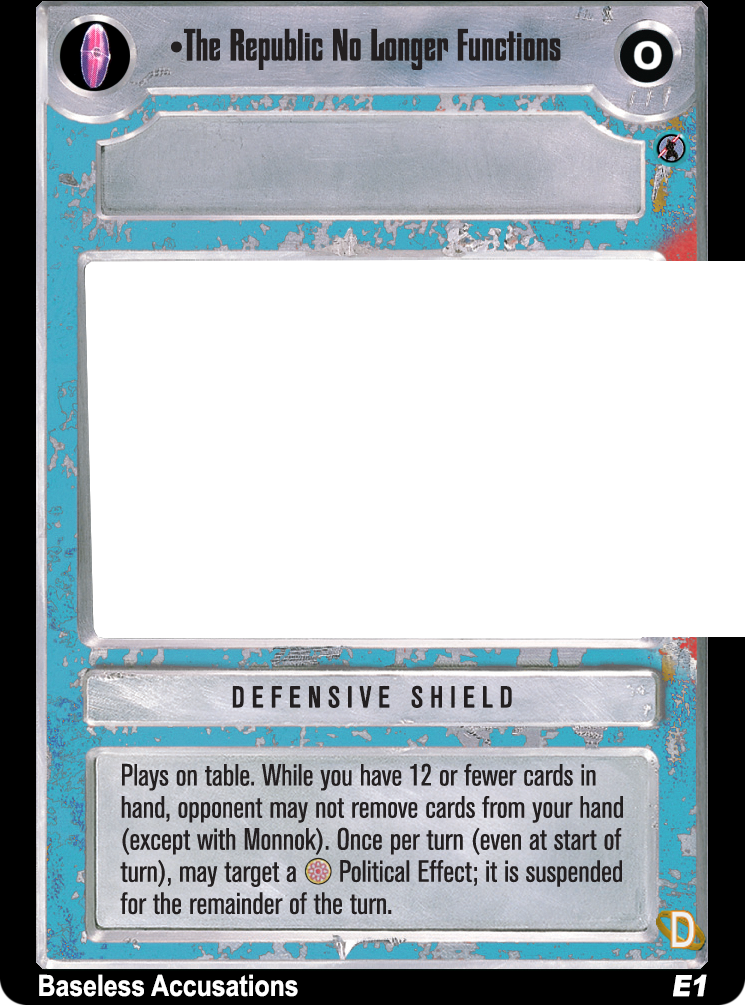 •The Republic No Longer Functions
O
DEFENSIVE SHIELD
Plays on table. While you have 12 or fewer cards in
hand, opponent may not remove cards from your hand
(except with Monnok). Once per turn (even at start of
turn), may target a Political Effect; it is suspended
for the remainder of the turn.
D
Baseless Accusations
E1